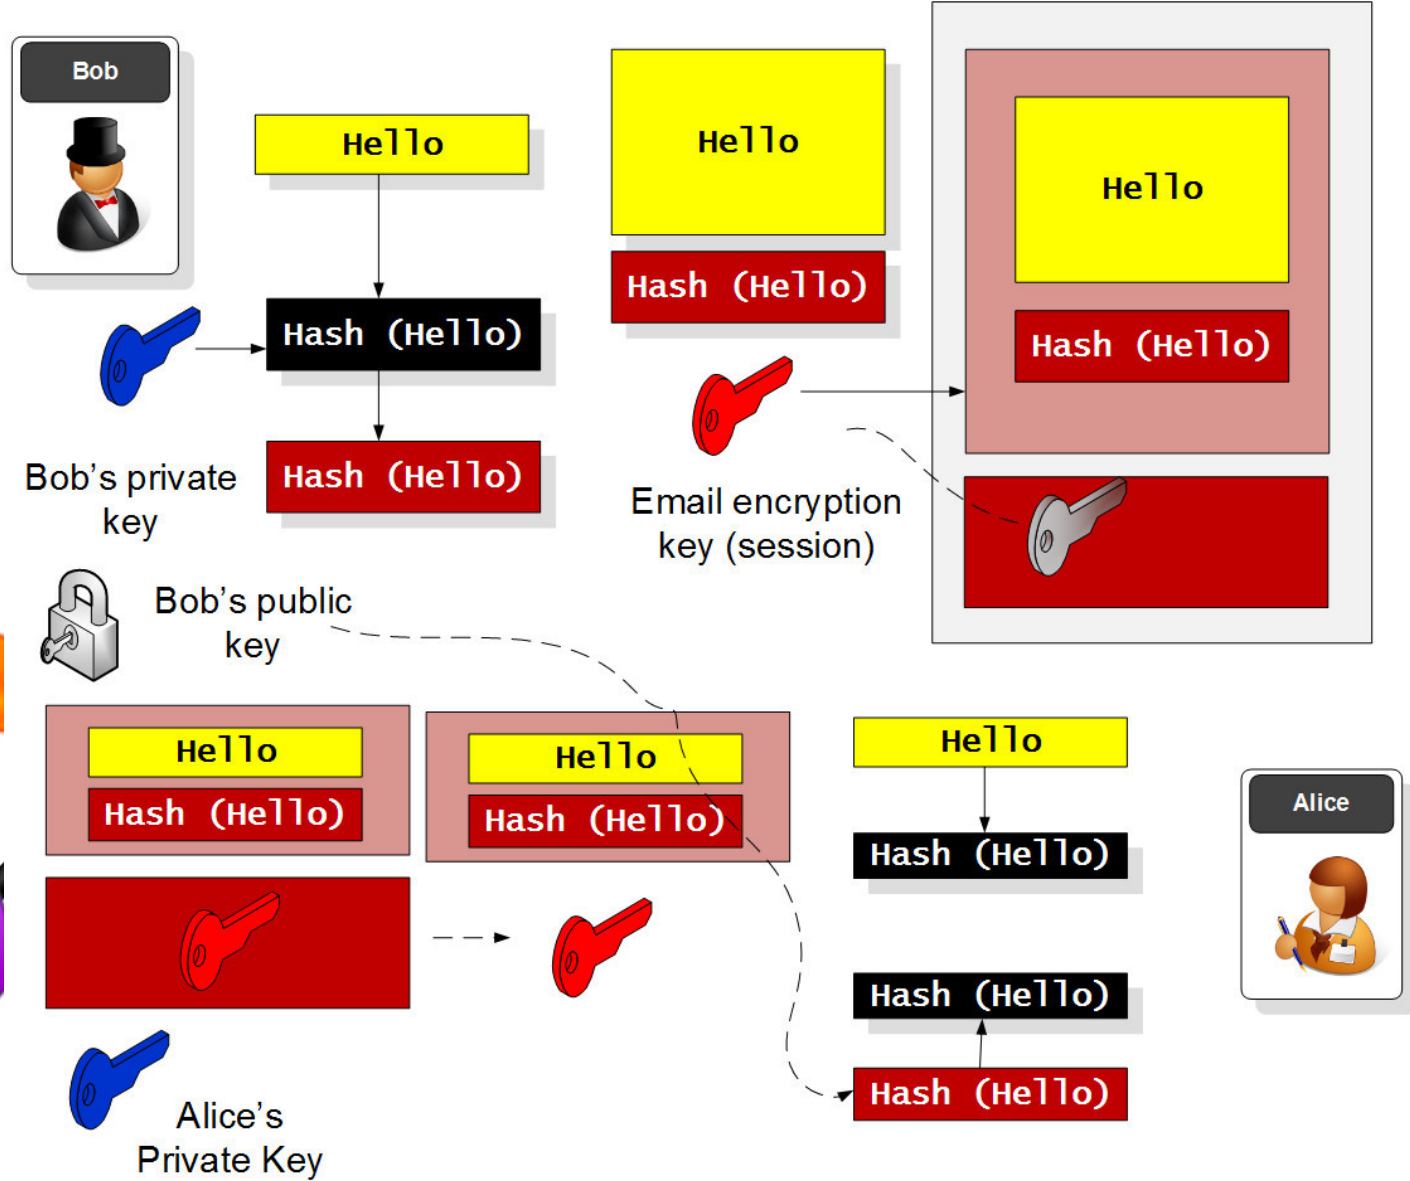 Bob
Hello
Hash (Hello)
Hash (Hello)
Bob's private
key
Hello
Hash (Hello)
Email encryption
key (session)
Hello
Hash (Hello)
Bob's public
key
Hello
Hash (Hello)
Alice's
Private Key
Hello
Hash (Hello)
Hello
Hash (Hello)
Hash (Hello)
Hash (Hello)
Alice